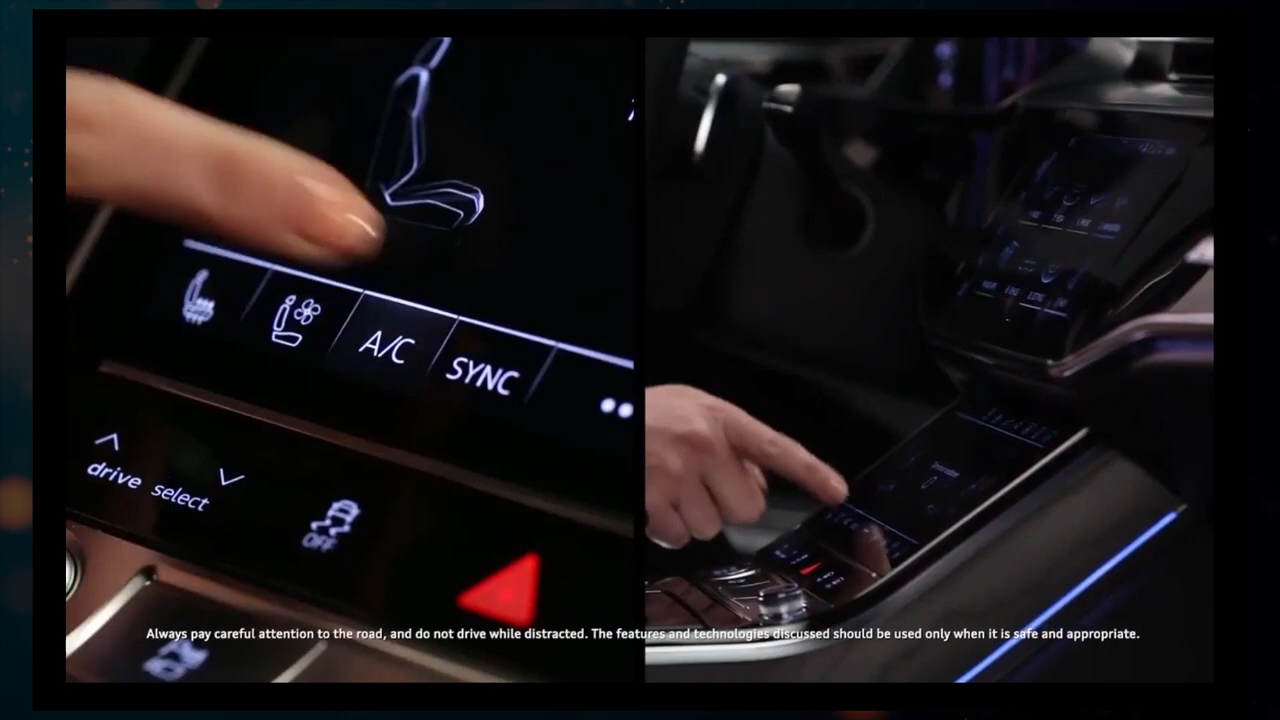 A/C
SYNC
drive select
OFF
Always pay careful attention to the road, and do not drive while distracted. The features and technologies discussed should be used only when it is safe and appropriate.